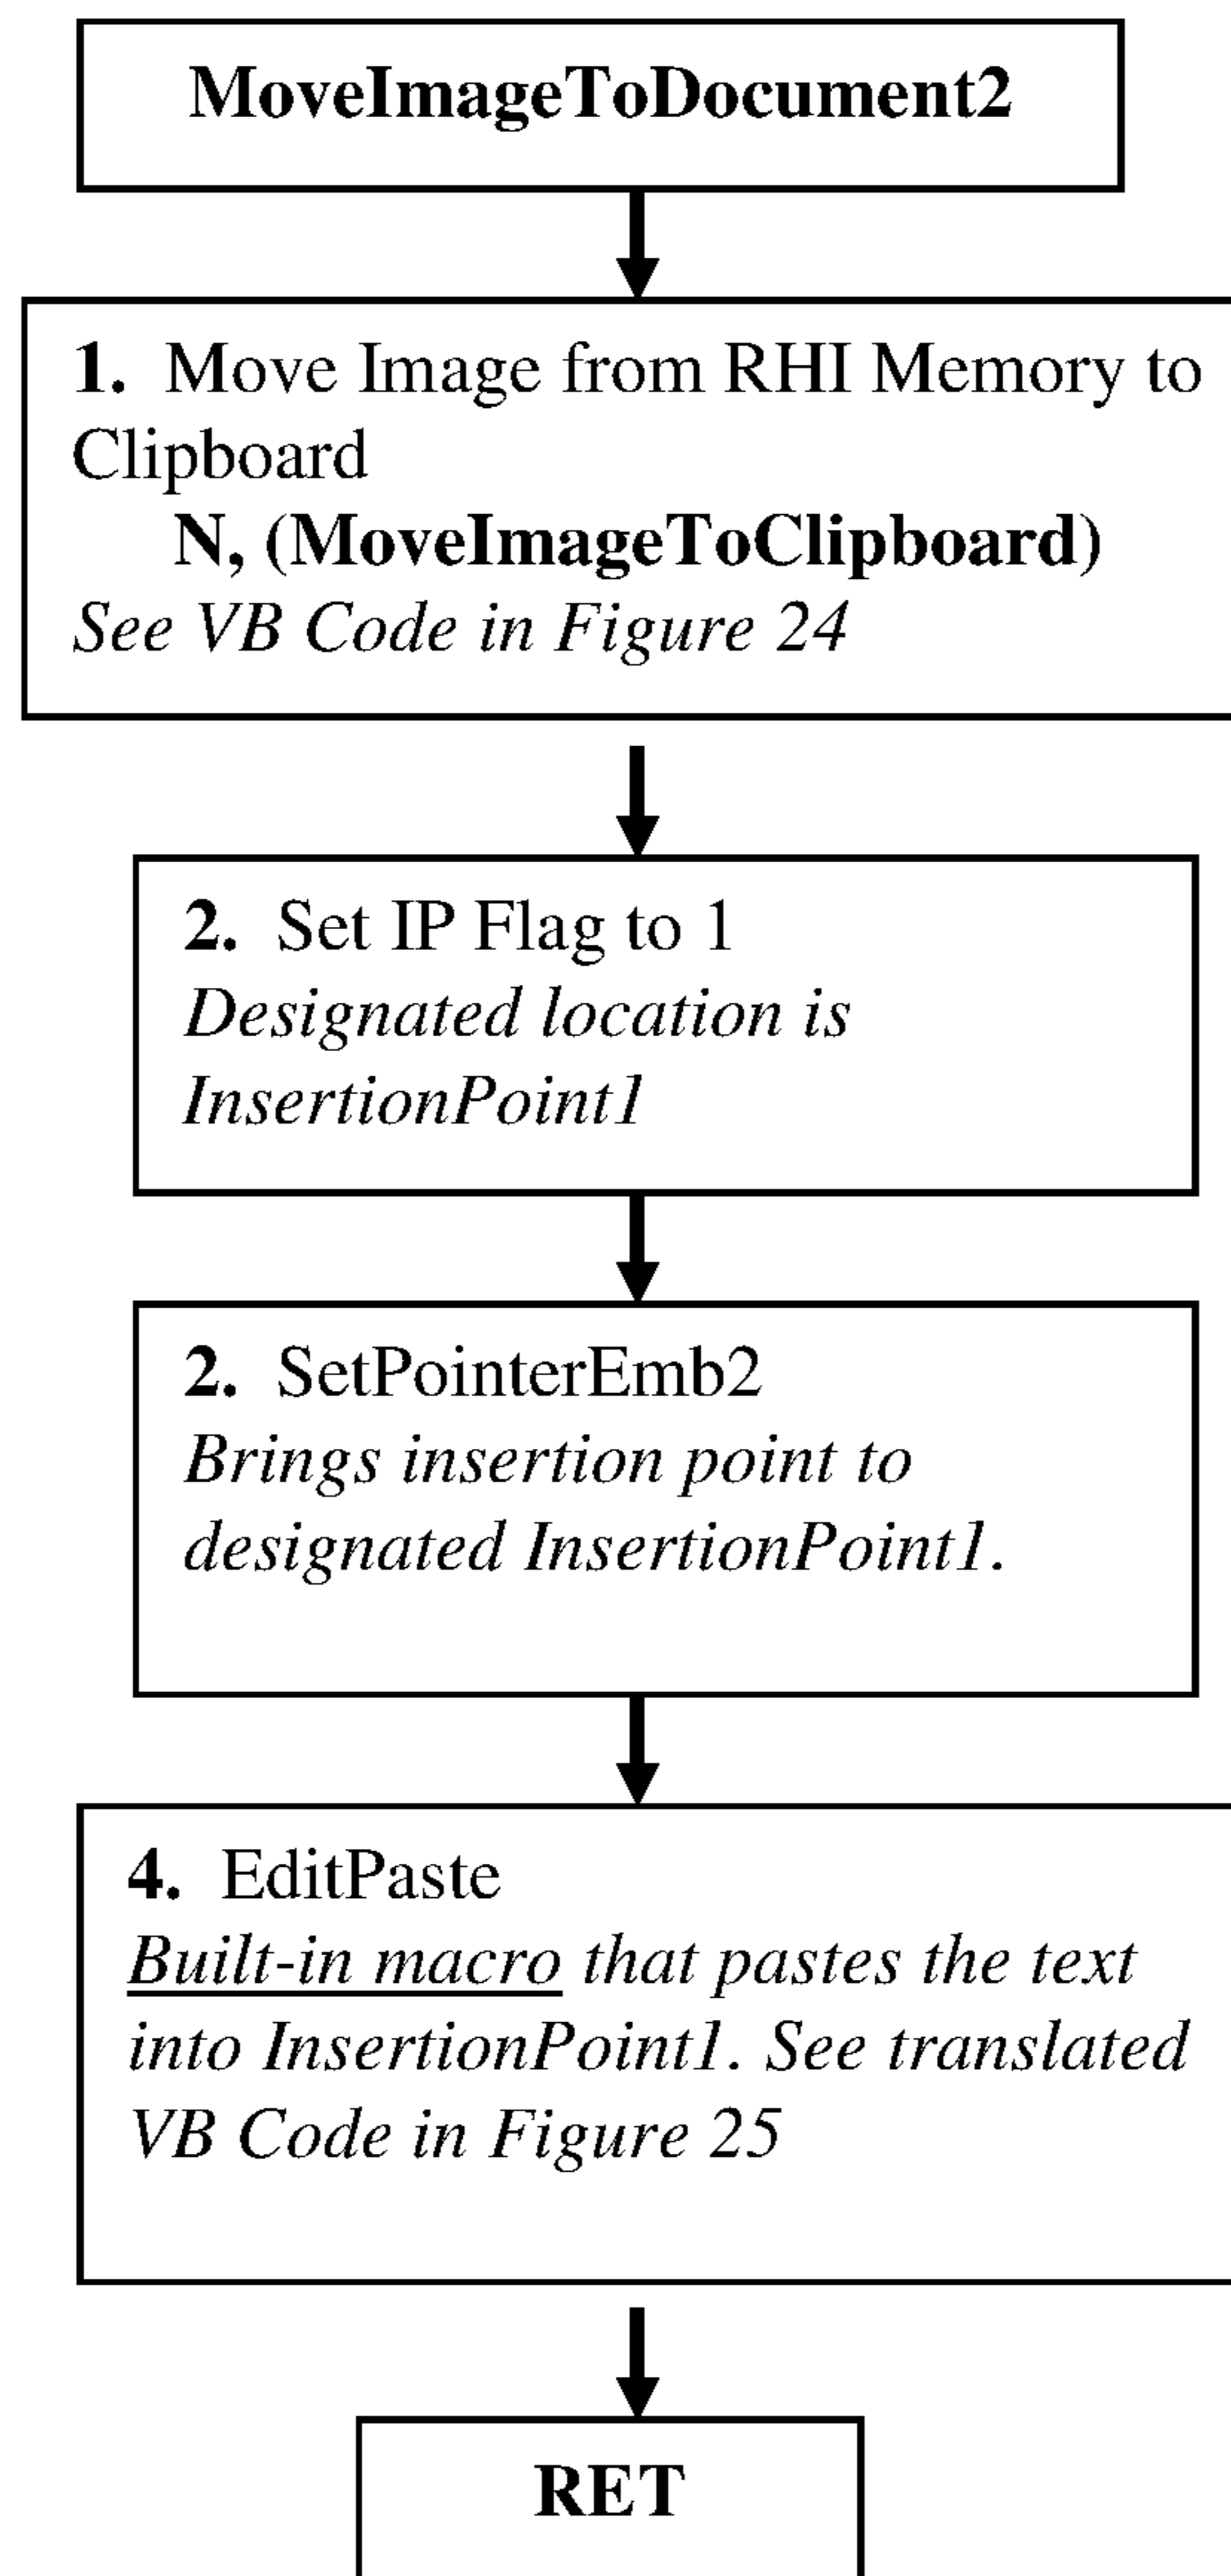 MoveImageToDocument2
1. Move Image from RHI Memory to
Clipboard
N, (MoveImageToClipboard)
See VB Code in Figure 24
2. Set IP Flag to 1
Designated location is
InsertionPoint1
2. SetPointerEmb2
Brings insertion point to
designated InsertionPoint1.
4. EditPaste
Built-in macro that pastes the text
into InsertionPoint1. See translated
VB Code in Figure 25
RET